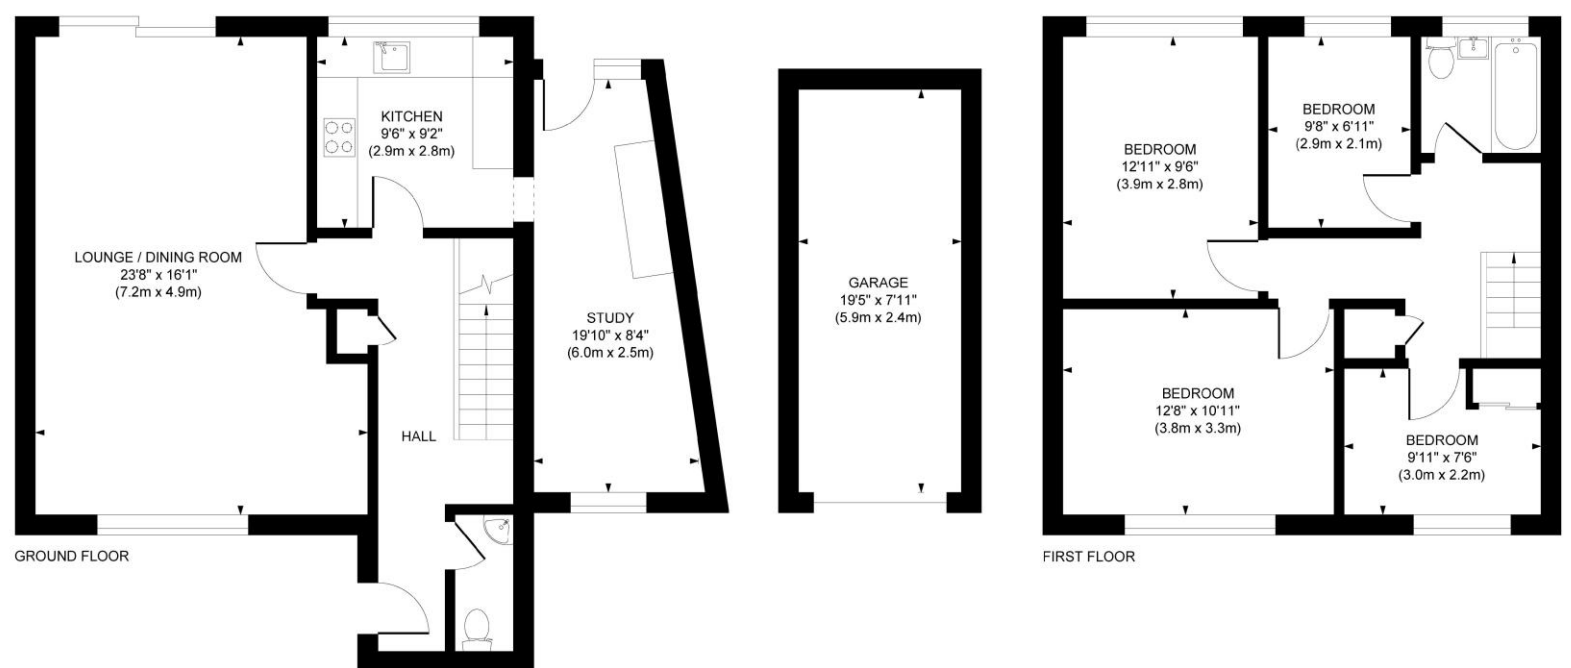 LOUNGE / DINING ROOM
23'8" x 16'1"
(7.2m x 4.9m)
KITCHEN
9'6" x 9'2"
(2.9m x 2.8m)
HALL
STUDY
19'10" x 8'4"
(6.0m x 2.5m)
GROUND FLOOR
GARAGE
19'5" x 7'11"
(5.9m x 2.4m)
BEDROOM
12'11" x 9'6"
(3.9m x 2.8m)
BEDROOM
9'8" x 6'11"
(2.9m x 2.1m)
BEDROOM
12'8" x 10'11"
(3.8m x 3.3m)
BEDROOM
9'11" x 7'6"
(3.0m x 2.2m)
FIRST FLOOR